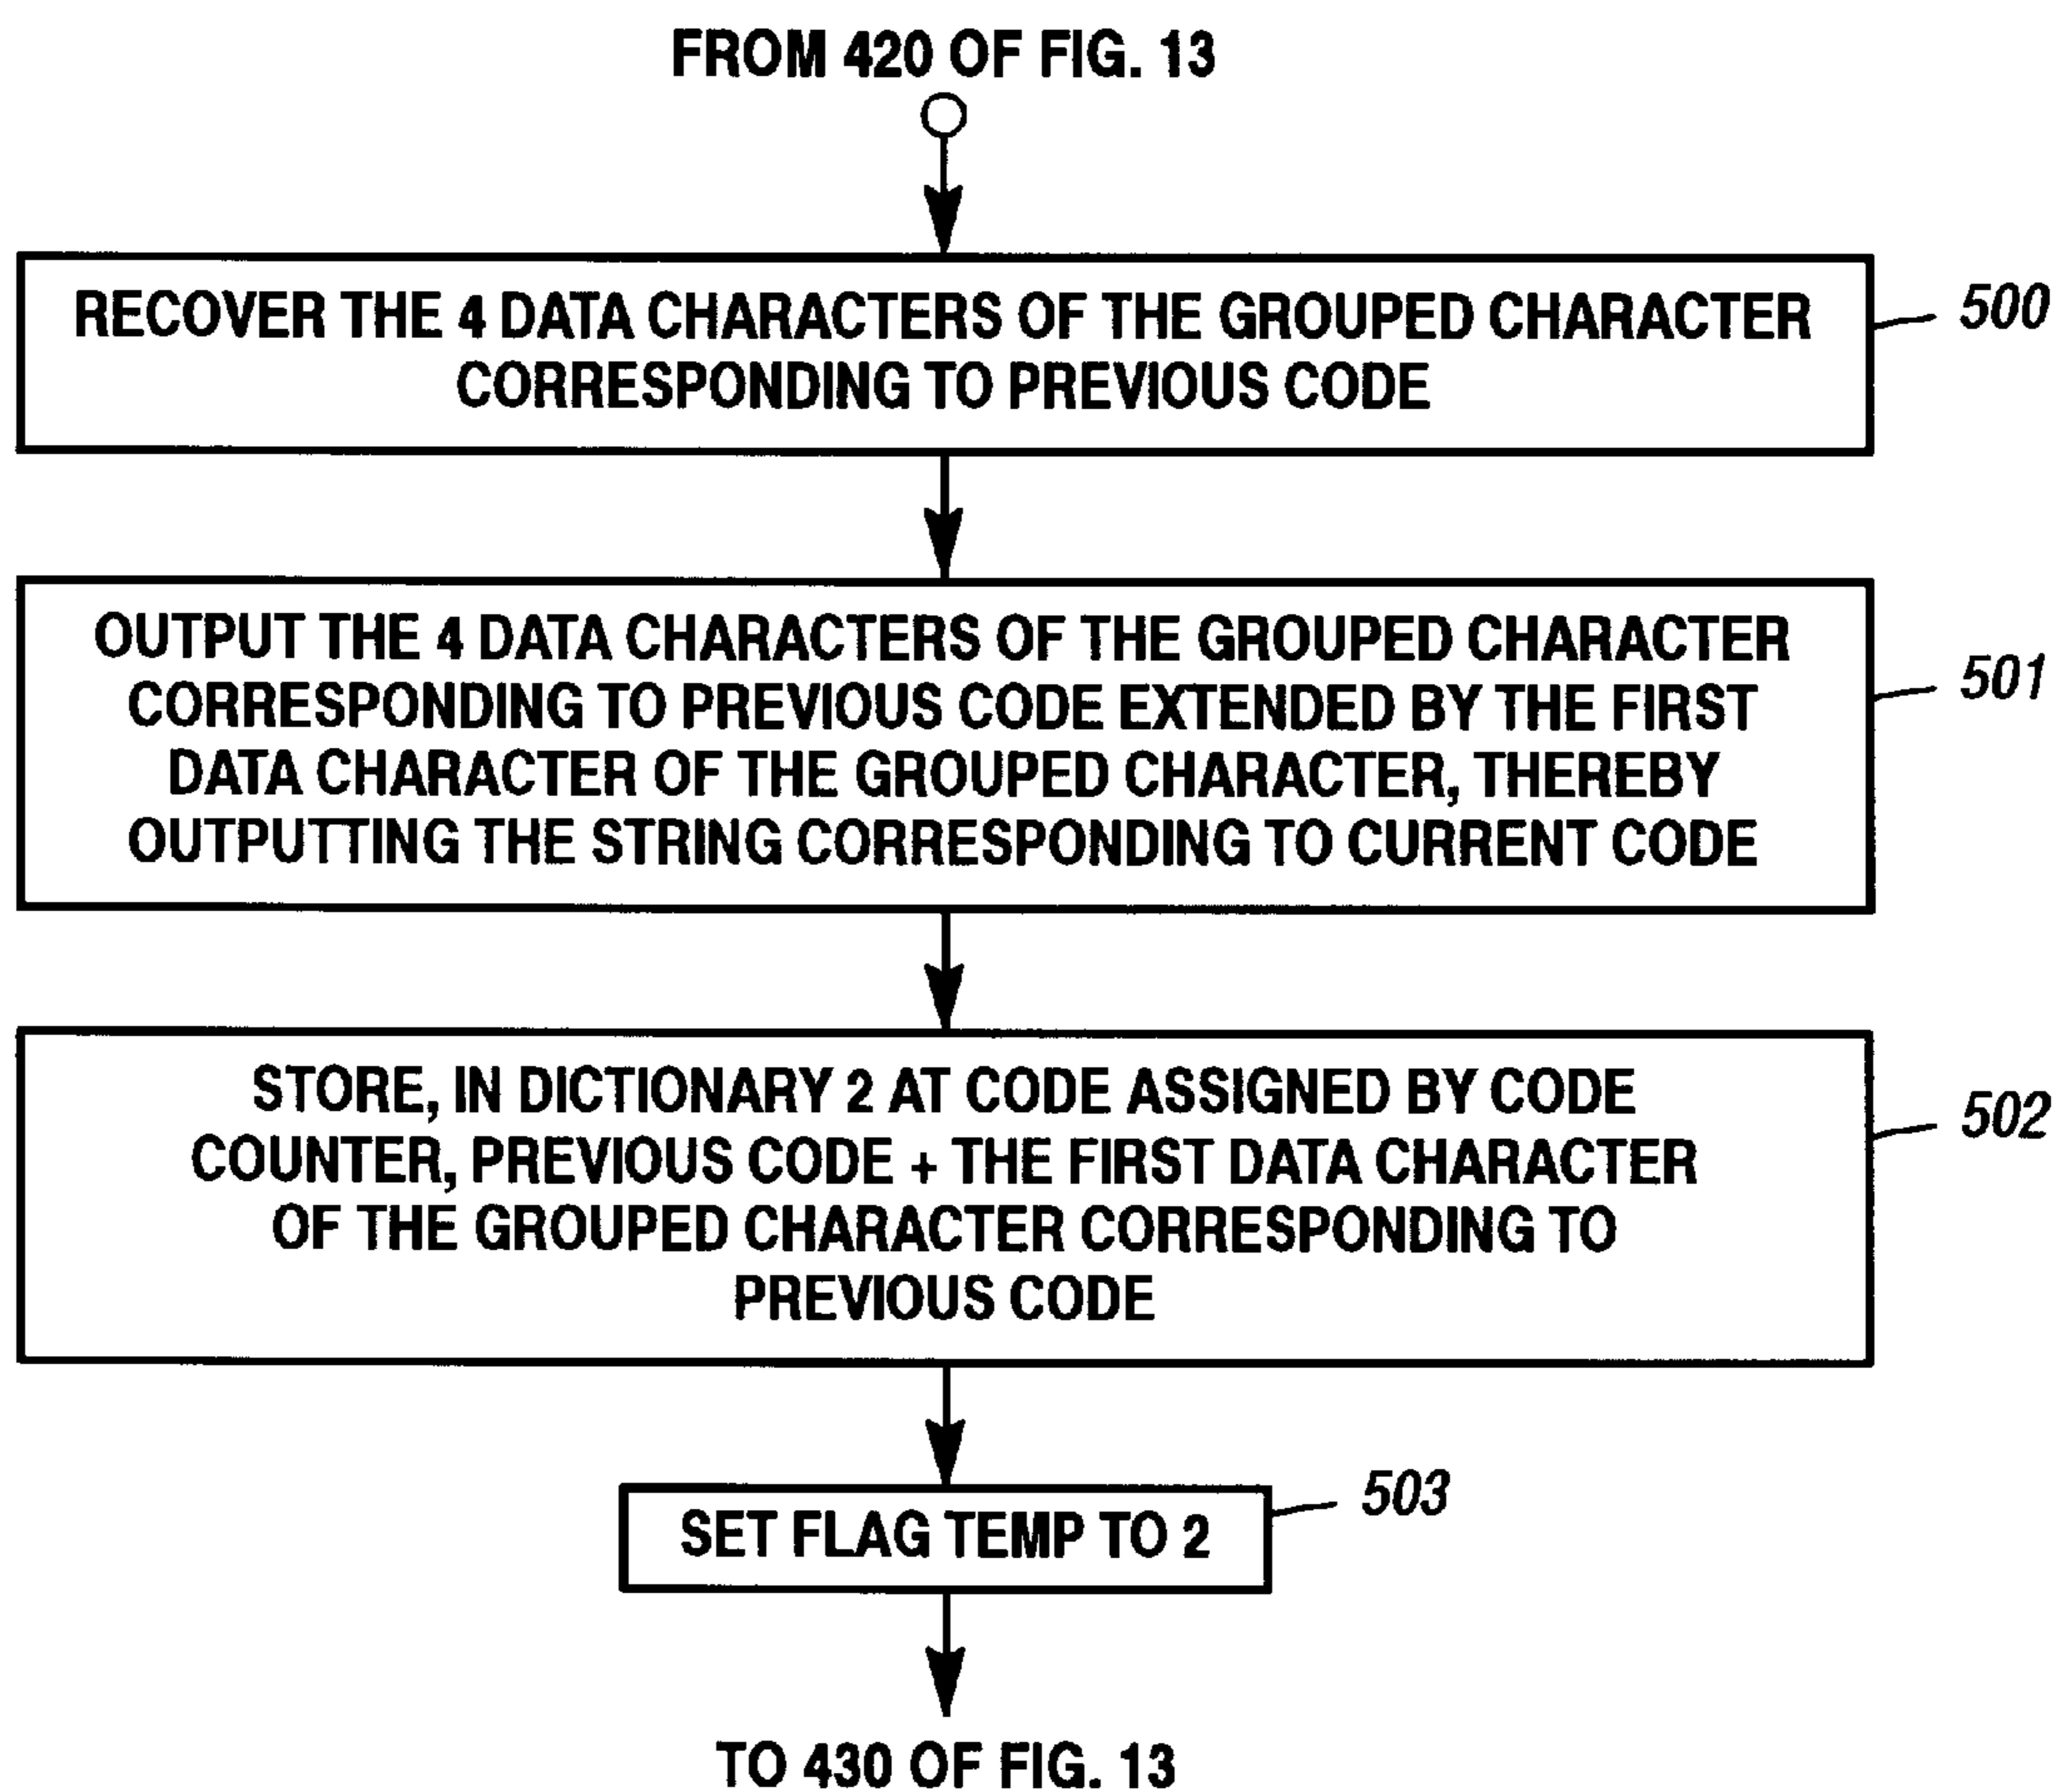 FROM 420 OF FIG. 13
RECOVER THE 4 DATA CHARACTERS OF THE GROUPED CHARACTER
CORRESPONDING TO PREVIOUS CODE
500
OUTPUT THE 4 DATA CHARACTERS OF THE GROUPED CHARACTER
CORRESPONDING TO PREVIOUS CODE EXTENDED BY THE FIRST
DATA CHARACTER OF THE GROUPED CHARACTER, THEREBY
OUTPUTTING THE STRING CORRESPONDING TO CURRENT CODE
501
STORE, IN DICTIONARY 2 AT CODE ASSIGNED BY CODE
COUNTER, PREVIOUS CODE + THE FIRST DATA CHARACTER
OF THE GROUPED CHARACTER CORRESPONDING TO
PREVIOUS CODE
502
SET FLAG TEMP TO 2
503
TO 430 OF FIG. 13